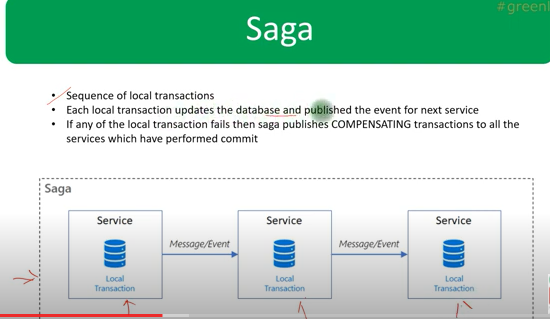 #greenl
Saga
• Sequence of local transactions
• Each local transaction updates the database and published the event for next service
• If any of the local transaction fails then saga publishes COMPENSATING transactions to all the
services which have performed commit
Saga
Service
Service
Service
Message/Event
Message/Event
Local
Transaction
Local
Transaction
Local
Transaction